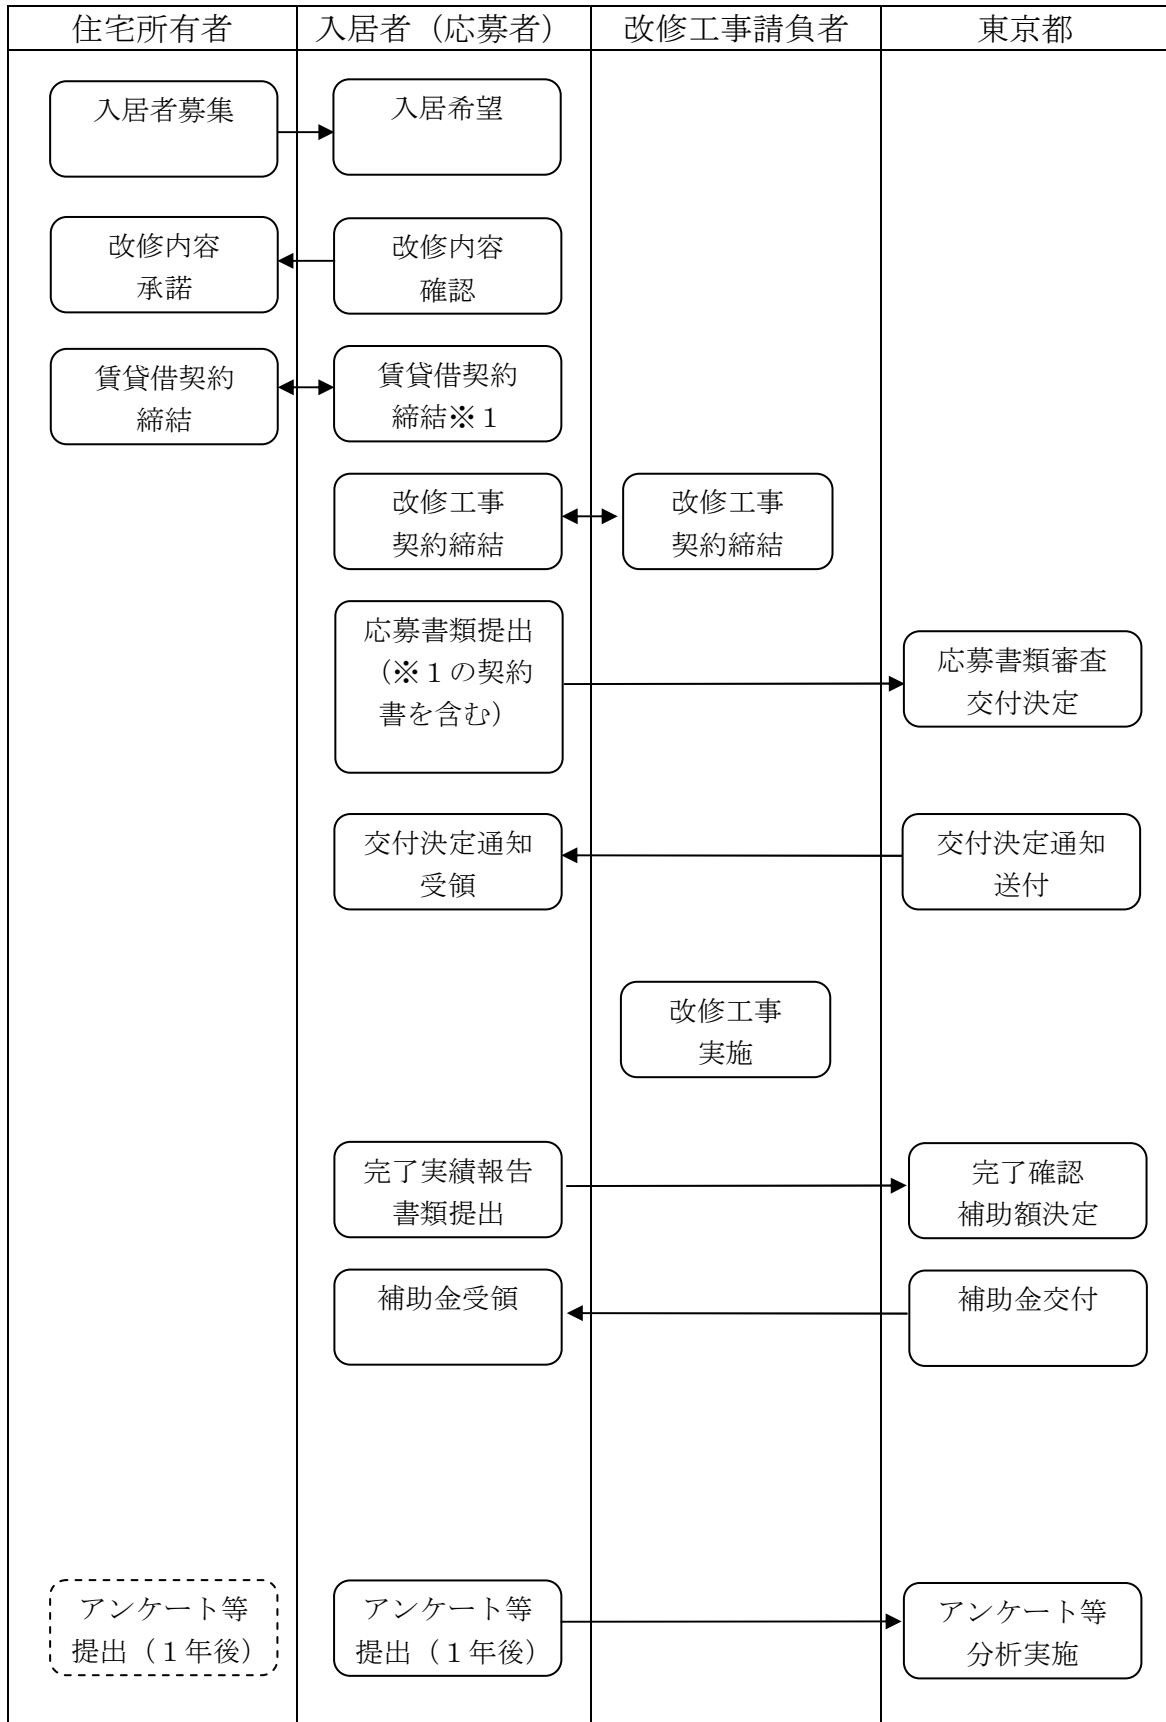 住宅所有者
入居者（応募者）
改修工事請負者
東京都
入居者募集
入居希望
改修内容
承諾
改修内容
確認
賃貸借契約
締結
賃貸借契約
締結※１
改修工事
契約締結
改修工事
契約締結
応募書類提出
（※１の契約
書を含む）
応募書類審査
交付決定
交付決定通知
受領
交付決定通知
送付
改修工事
実施
完了実績報告
書類提出
完了確認
補助額決定
補助金受領
補助金交付
アンケート等
提出（１年後）
アンケート等
提出（１年後）
アンケート等
分析実施